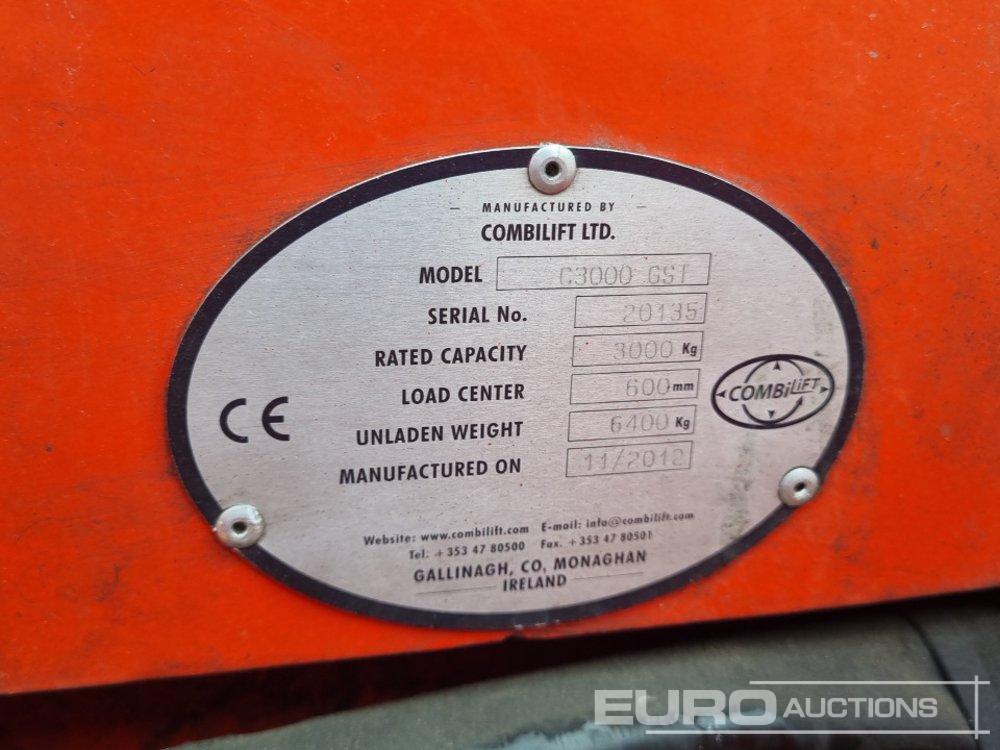 MANUFACTURED BY
COMBILIFT LTD.
MODEL C3000 GST
SERIAL No. 20135
RATED CAPACITY 3000 Kg
LOAD CENTER 600mm
UNLADEN WEIGHT 6400 Kg
MANUFACTURED ON 11/2012
CE
COMBiLiFT
Website: www.combilift.com E-mail: info@combilift.com
Tel: +353 47 80500 Fax. +353 47 80501
GALLINAGH, CO, MONAGHAN
IRELAND
EURO AUCTIONS